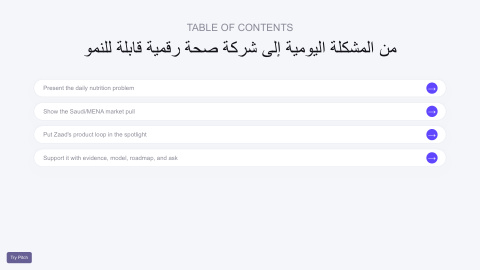 TABLE OF CONTENTS
من المشكلة اليومية إلى شركة صحة رقمية قابلة للنمو
Present the daily nutrition problem
Show the Saudi/MENA market pull
Put Zaad's product loop in the spotlight
Support it with evidence, model, roadmap, and ask
Try Pitch